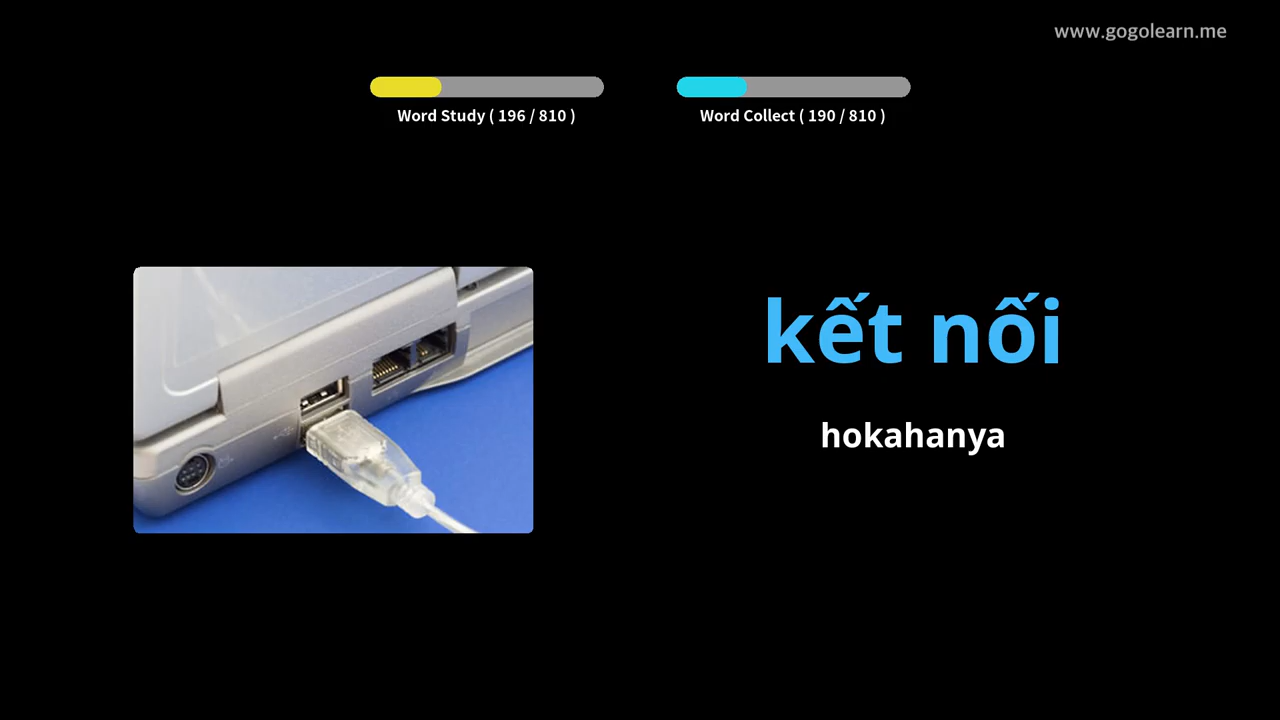 www.gogolearn.me
Word Study ( 196 / 810 )
Word Collect ( 190 / 810 )
kết nối
hokahanya